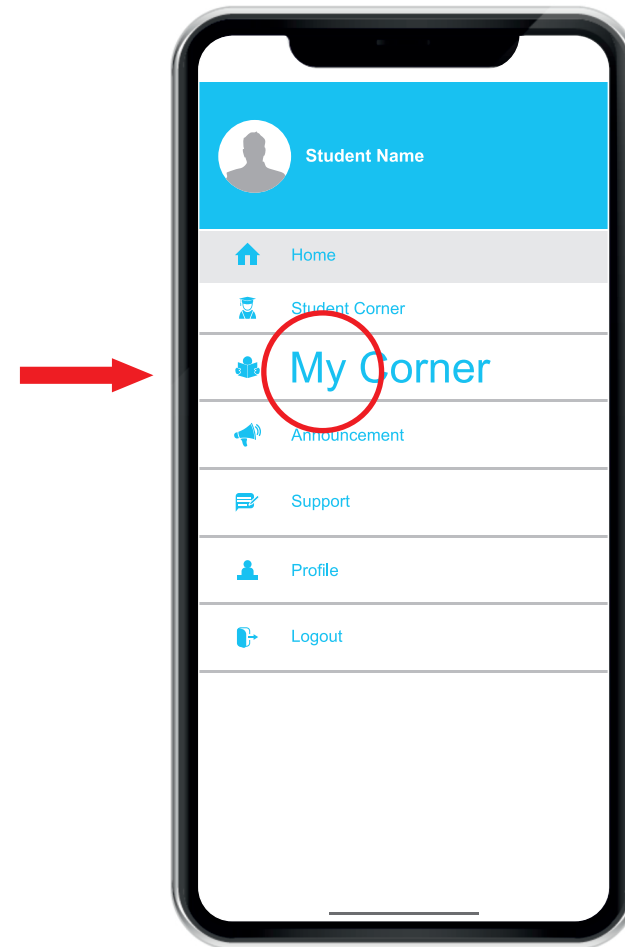 Student Name
Home
Student Corner
My Corner
Announcement
Support
Profile
Logout